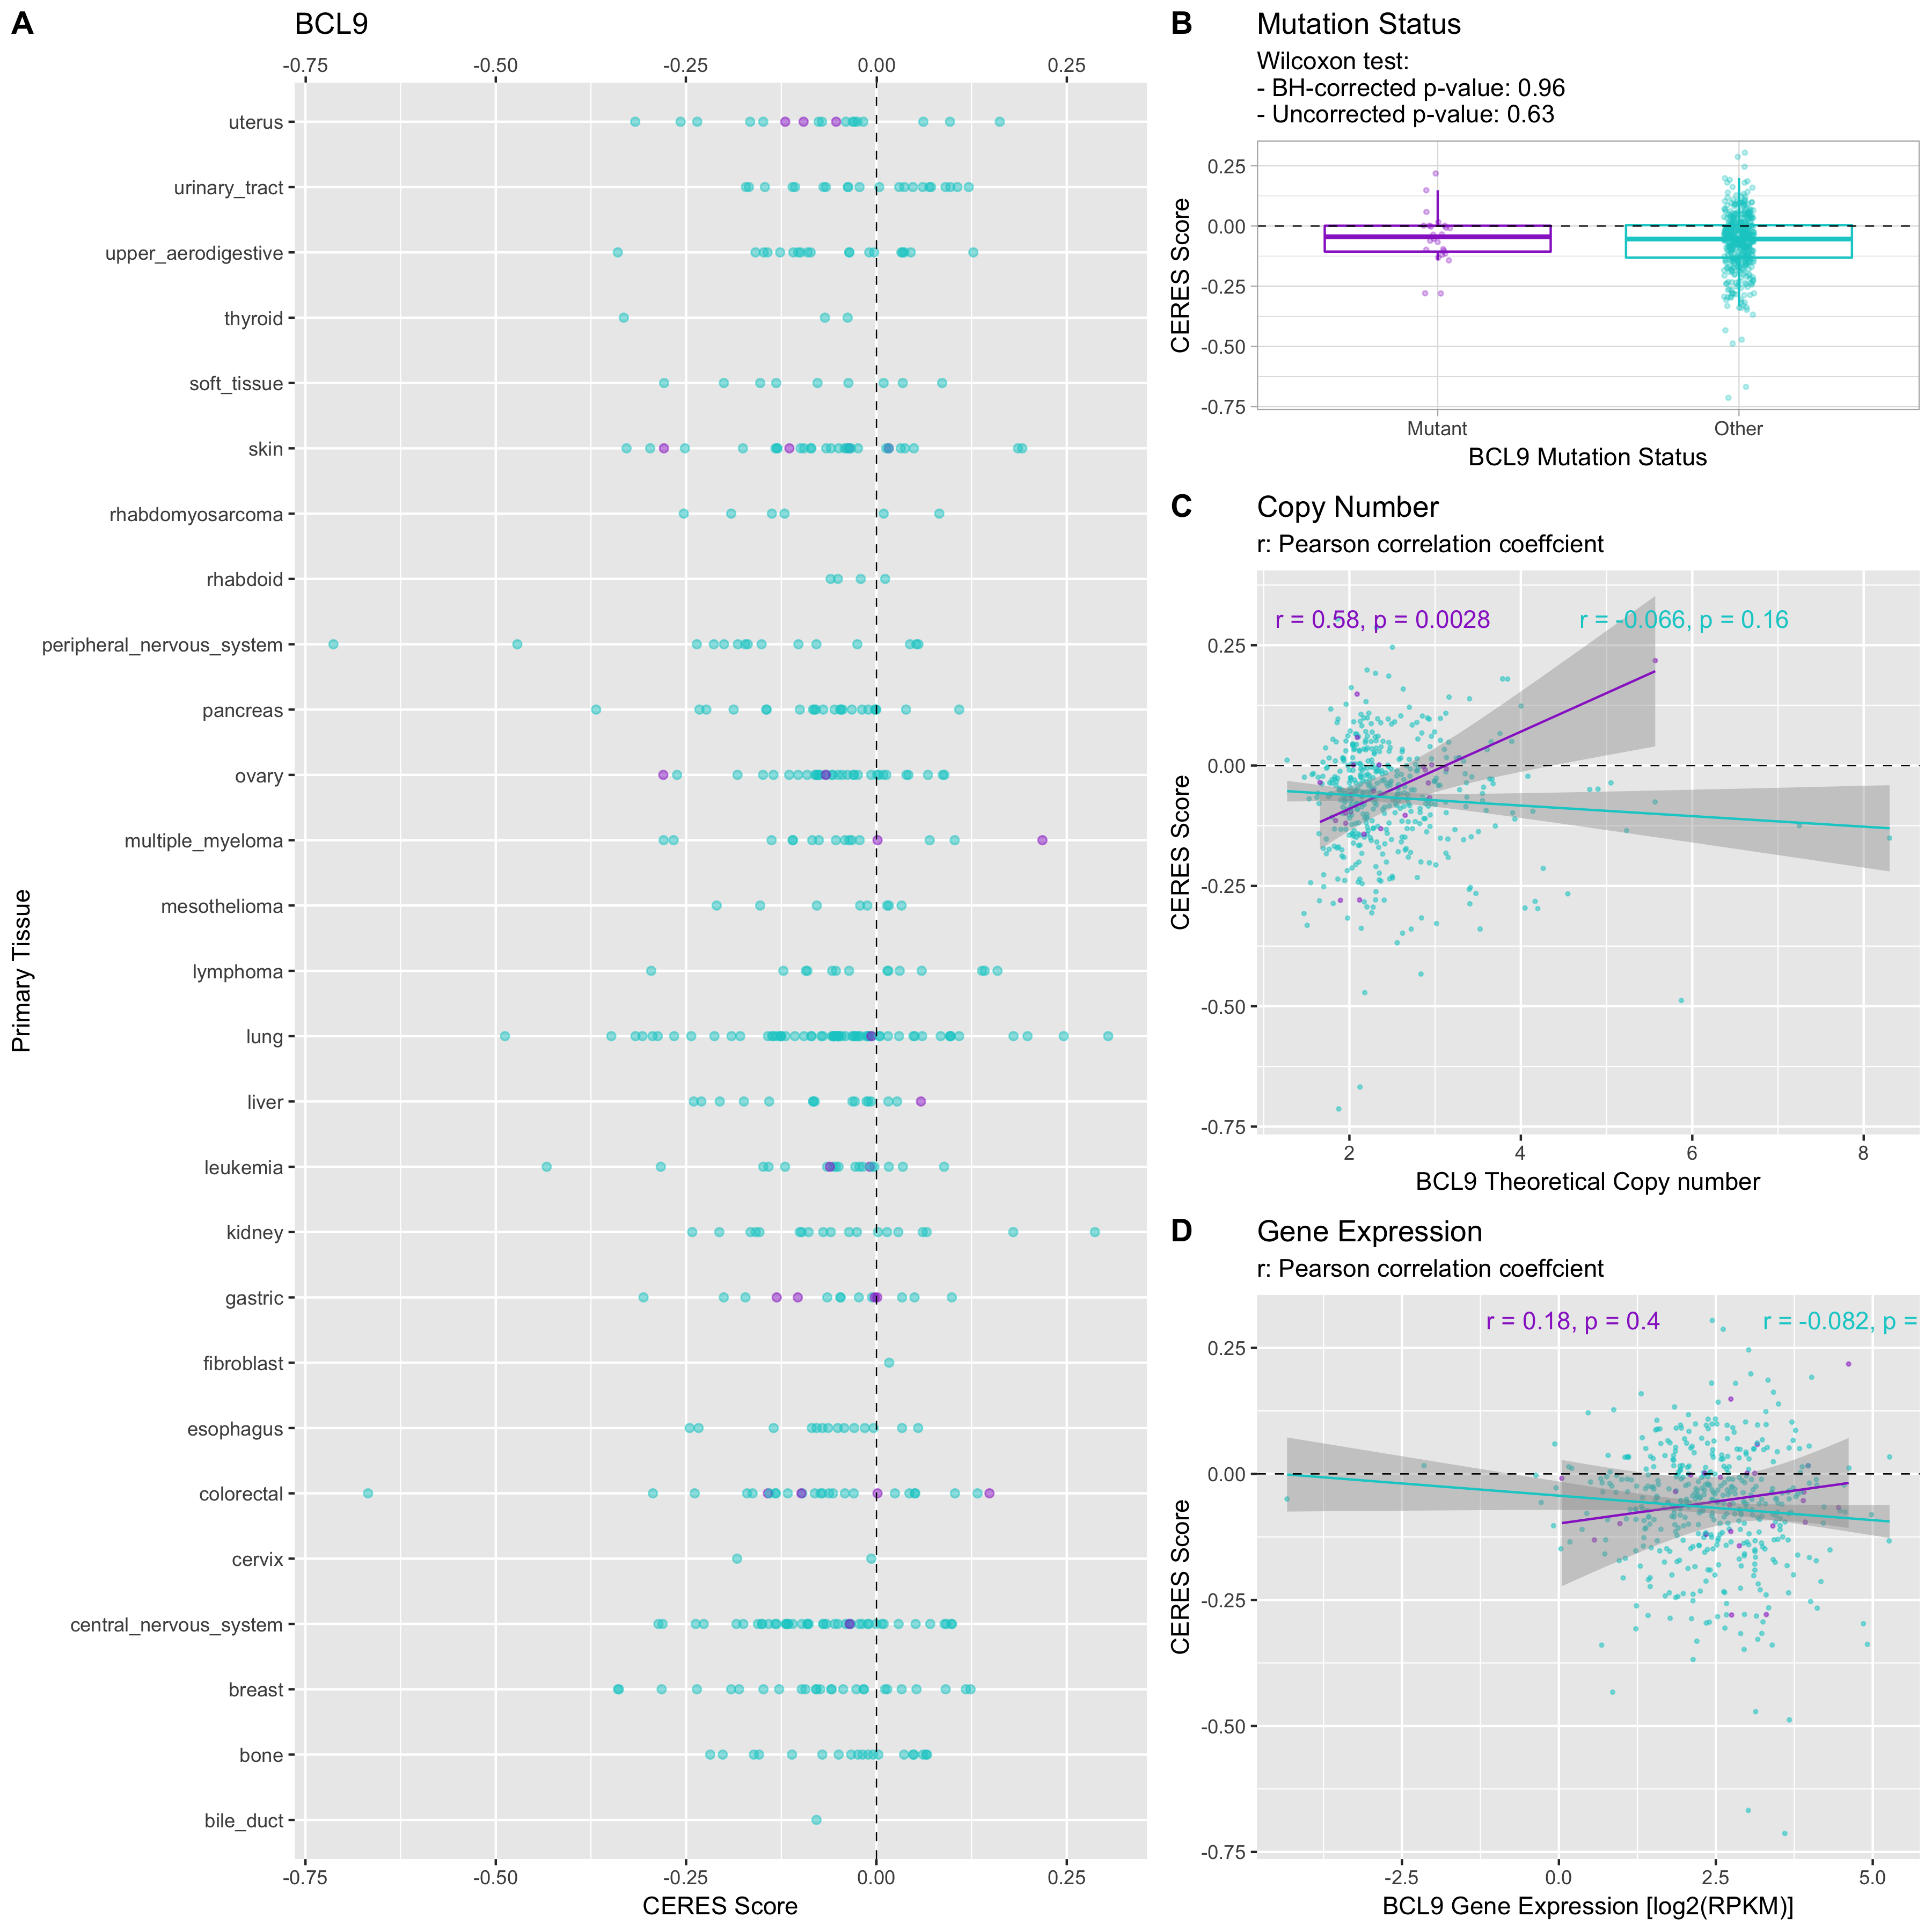 A
BCL9
-0.75 -0.50 -0.25 0.00 0.25
uterus
urinary_tract
upper_aerodigestive
thyroid
soft_tissue
skin
rhabdomyosarcoma
rhabdoid
peripheral_nervous_system
pancreas
ovary
multiple_myeloma
mesothelioma
lymphoma
lung
liver
leukemia
kidney
gastric
fibroblast
esophagus
colorectal
cervix
central_nervous_system
breast
bone
bile_duct
Primary Tissue
-0.75 -0.50 -0.25 0.00 0.25
CERES Score
B
Mutation Status
Wilcoxon test:
- BH-corrected p-value: 0.96
- Uncorrected p-value: 0.63
CERES Score
0.25
0.00
-0.25
-0.50
-0.75
Mutant Other
BCL9 Mutation Status
C
Copy Number
r: Pearson correlation coeffcient
r = 0.58, p = 0.0028
r = -0.066, p = 0.16
CERES Score
0.25
0.00
-0.25
-0.50
-0.75
2 4 6 8
BCL9 Theoretical Copy number
D
Gene Expression
r: Pearson correlation coeffcient
r = 0.18, p = 0.4
r = -0.082, p =
CERES Score
0.25
0.00
-0.25
-0.50
-0.75
-2.5 0.0 2.5 5.0
BCL9 Gene Expression [log2(RPKM)]